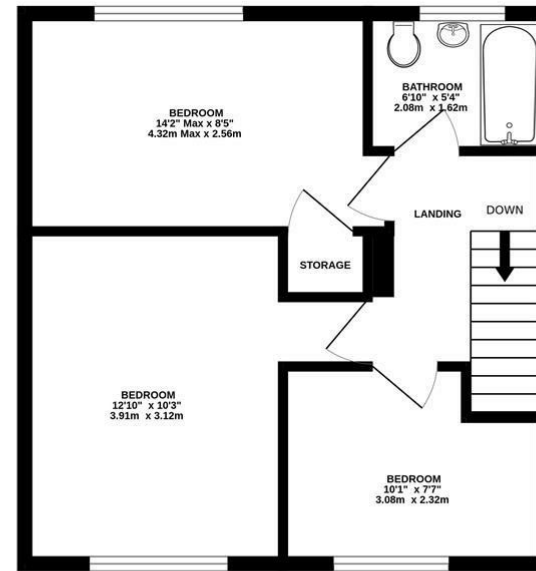 BEDROOM
14'2" Max x 8'5"
4.32m Max x 2.56m
BATHROOM
6'10" x 5'4"
2.08m x 1.62m
LANDING
DOWN
STORAGE
BEDROOM
12'10" x 10'3"
3.91m x 3.12m
BEDROOM
10'1" x 7'7"
3.08m x 2.32m